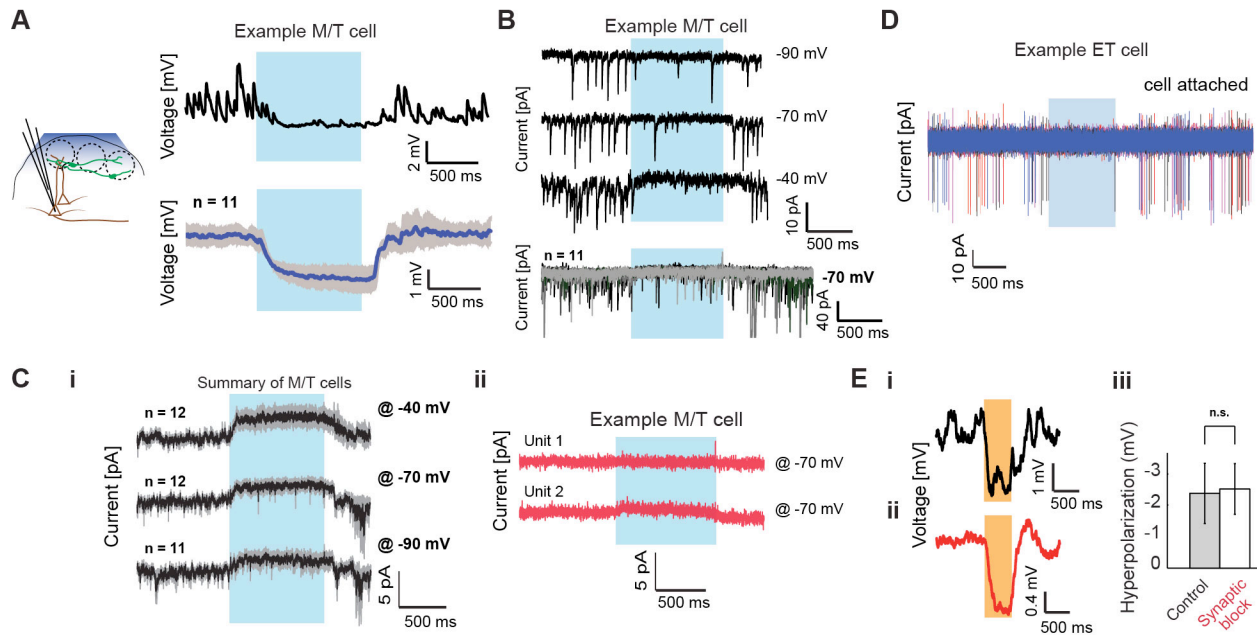 A
Example M/T cell
Voltage [mV]
2 mV
500 ms
n = 11
Voltage [mV]
1 mV
500 ms
B
Example M/T cell
-90 mV
-70 mV
-40 mV
Current [pA]
10 pA
500 ms
n = 11
-70 mV
Current [pA]
40 pA
500 ms
D
Example ET cell
cell attached
Current [pA]
10 pA
500 ms
C
i
Summary of M/T cells
n = 12
@ -40 mV
n = 12
@ -70 mV
n = 11
@ -90 mV
Current [pA]
5 pA
500 ms
ii
Example M/T cell
Unit 1
@ -70 mV
Unit 2
@ -70 mV
Current [pA]
5 pA
500 ms
E
i
1 mV
500 ms
ii
Voltage [mV]
0.4 mV
500 ms
iii
n.s.
Hyperpolarization (mV)
-3
-2
-1
0
Control
Synaptic
block